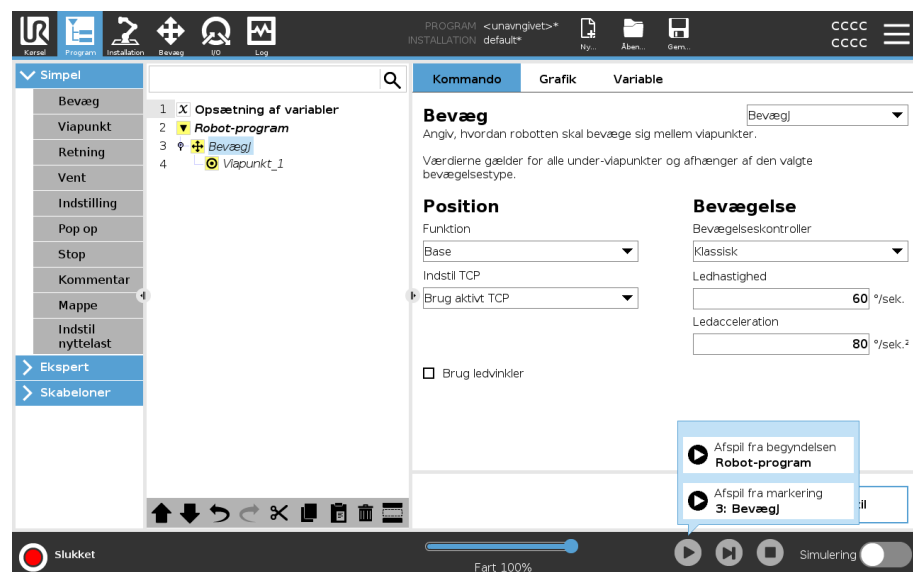 PROGRAM <unavngivet>*
INSTALLATION default*
CCCC
CCCC
Kørsel
Program
Installation
Bevæg
I/O
Log
Ny...
Åben...
Gem...
Simpel
Bevæg
Viapunkt
Retning
Vent
Indstilling
Pop op
Stop
Kommentar
Mappe
Indstil
nyttelast
Ekspert
Skabeloner
1 X Opsætning af variabler
2 Robot-program
3 BevægJ
4 Viapunkt_1
Kommando
Grafik
Variable
Bevæg
BevægJ
Angiv, hvordan robotten skal bevæge sig mellem viapunkter.
Værdierne gælder for alle under-viapunkter og afhænger af den valgte
bevægelsestype.
Position
Funktion
Base
Indstil TCP
Brug aktivt TCP
Brug ledvinkler
Bevægelse
Bevægelseskontroller
Klassisk
Ledhastighed
60 °/sek.
Ledacceleration
80 °/sek.²
Afspil fra begyndelsen
Robot-program
Afspil fra markering
3: BevægJ
Slukket
Fart 100%
Simulering